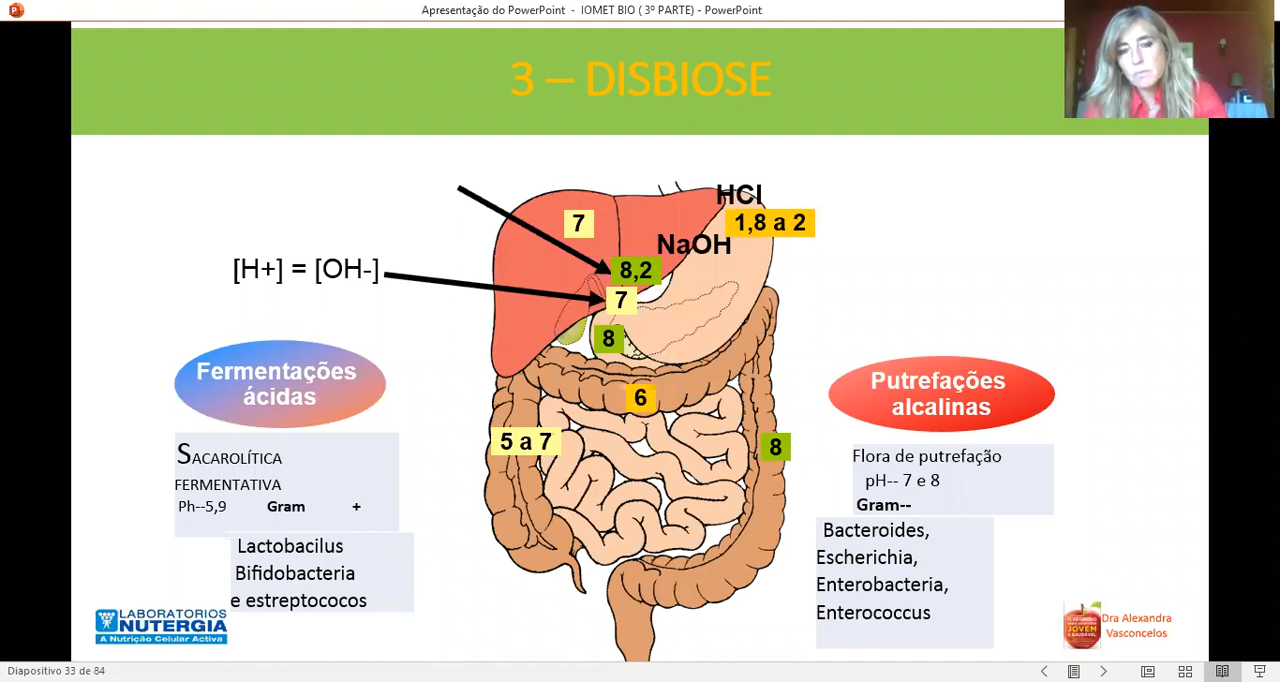 Apresentação do PowerPoint - IOMET BIO ( 3º PARTE) - PowerPoint
3 – DISBIOSE
HCl
1,8 a 2
7
NaOH
8,2
[H+] = [OH-]
7
8
Fermentações
ácidas
6
Putrefações
alcalinas
5 a 7
8
SACAROLÍTICA
FERMENTATIVA
Ph--5,9 Gram +
Flora de putrefação
pH-- 7 e 8
Gram--
Lactobacilus
Bifidobacteria
e estreptococos
Bacteroides,
Escherichia,
Enterobacteria,
Enterococcus
LABORATORIOS
NUTERGIA
A Nutrição Celular Activa
JOVEM
Dra Alexandra
Vasconcelos
Diapositivo 33 de 84